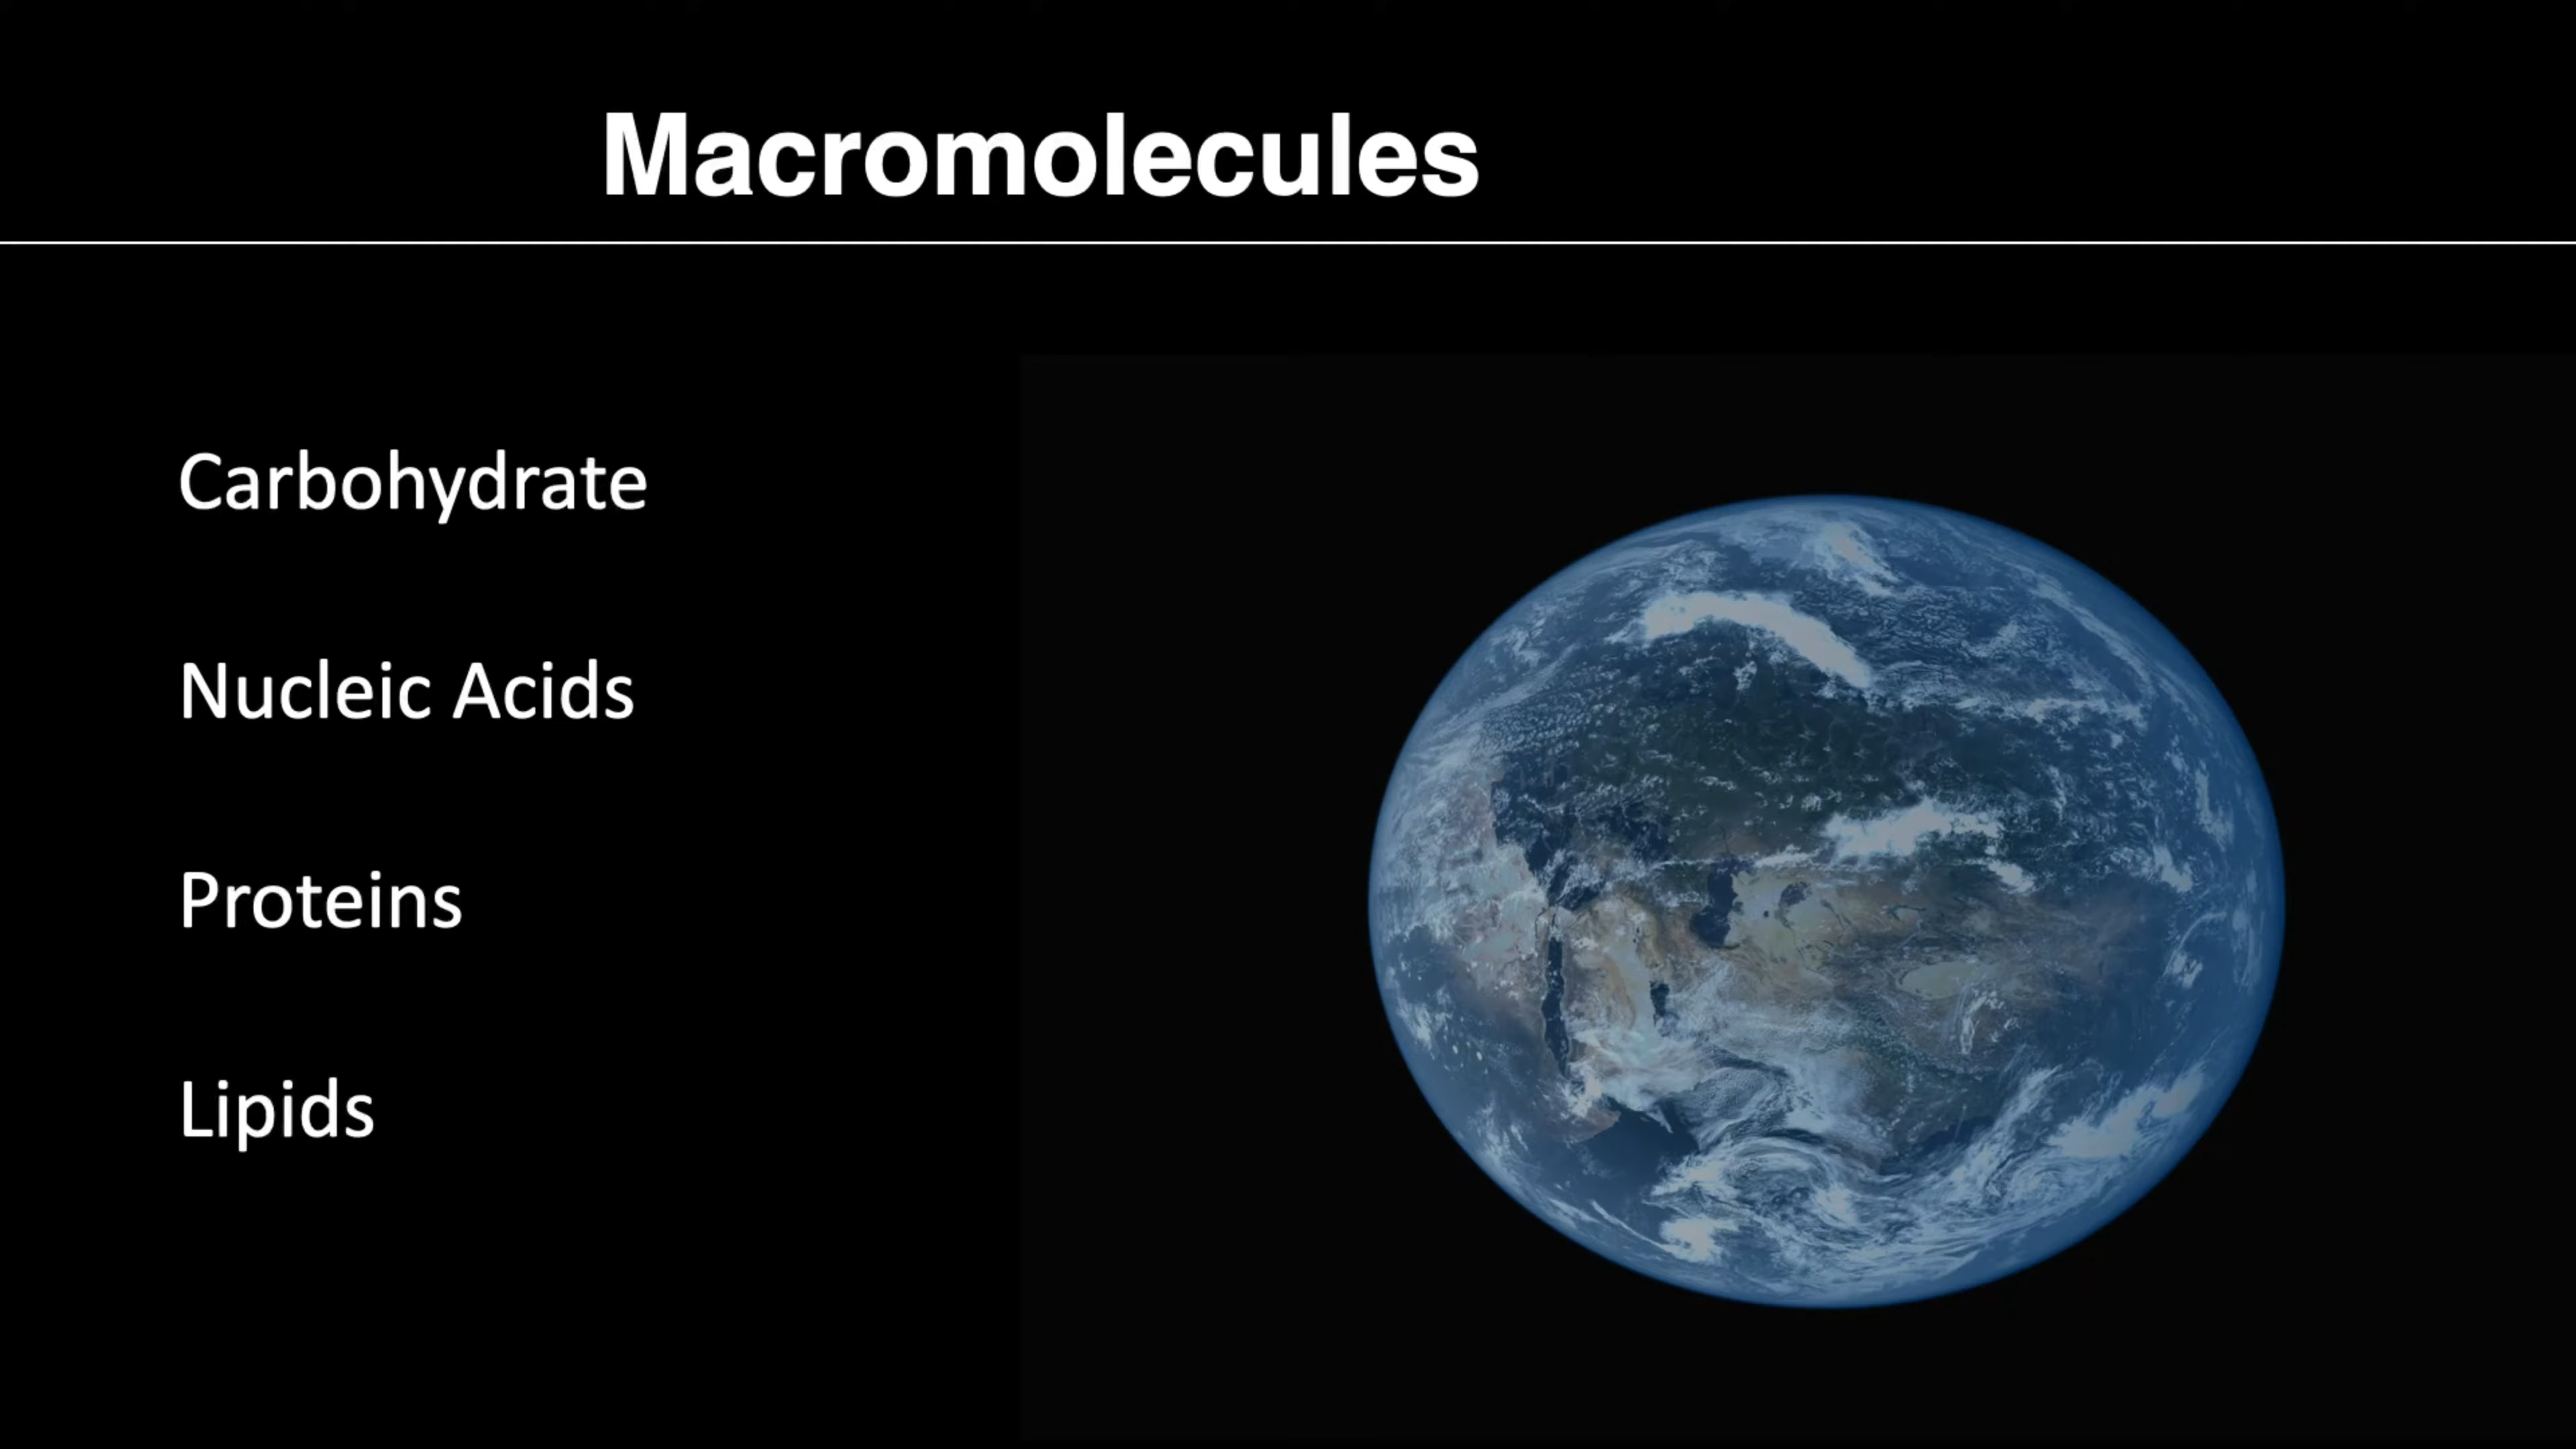 Macromolecules
Carbohydrate
Nucleic Acids
Proteins
Lipids